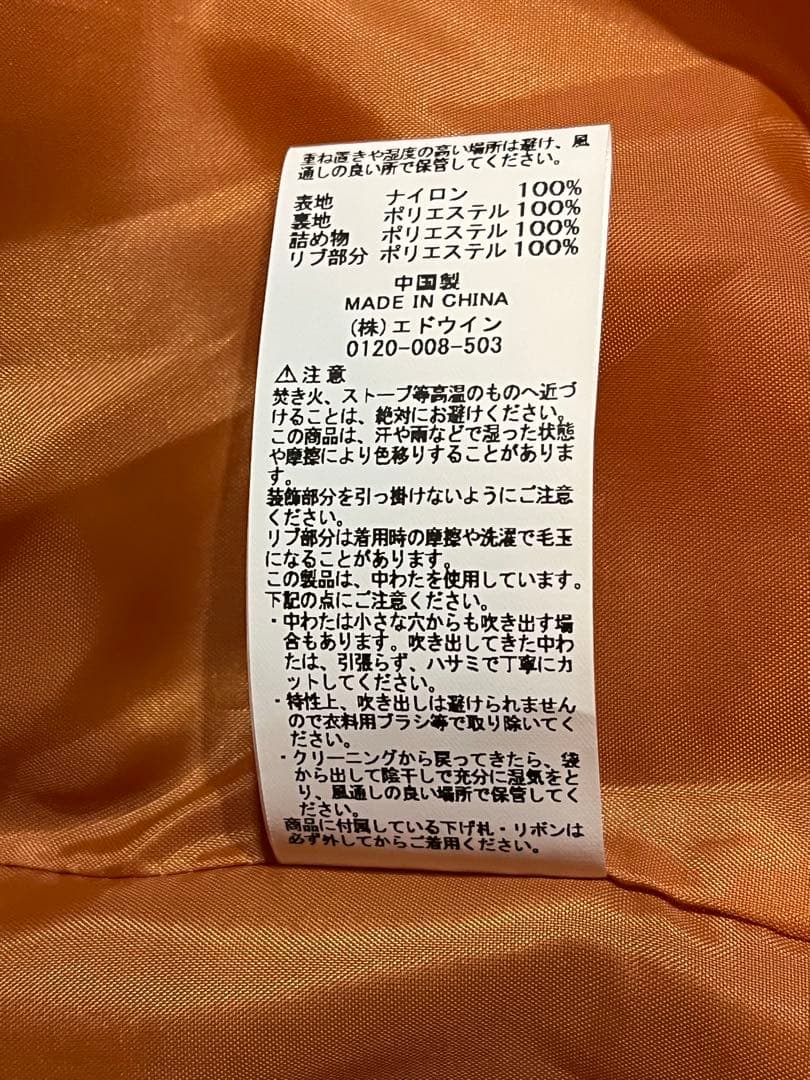 重ね置きや湿度の高い場所は避け、風
通しの良い所で保管してください。
表地 ナイロン 100%
裏地 ポリエステル 100%
詰め物 ポリエステル 100%
リブ部分 ポリエステル 100%
中国製
MADE IN CHINA
(株)エドウイン
0120-008-503
⚠注意
焚き火、ストーブ等高温のものへ近づ
けることは、絶対にお避けください。
この商品は、汗や雨などで湿った状態
や摩擦により色移りすることがありま
す。
装飾部分を引っ掛けないようにご注意
ください。
リブ部分は着用時の摩擦や洗濯で毛玉
になることがあります。
この製品は、中わたを使用しています。
下記の点にご注意ください。
・中わたは小さな穴からも吹き出す場
合もあります。吹き出してきた中わ
たは、引張らず、ハサミで丁寧にカ
ットしてください。
・特性上、吹き出しは避けられません
ので衣料用ブラシ等で取り除いてく
ださい。
・クリーニングから戻ってきたら、袋
から出して陰干しで充分に湿気をと
り、風通しの良い場所で保管してく
ださい。
商品に付属している下げ札・リボンは
必ず外してからご着用ください。